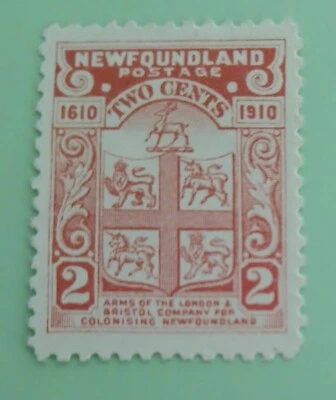 NEWFOUNDLAND
POSTAGE
TWO CENTS
1610 1910
2 2
ARMS OF THE LONDON &
BRISTOL COMPANY FOR
COLONISING NEWFOUNDLAND